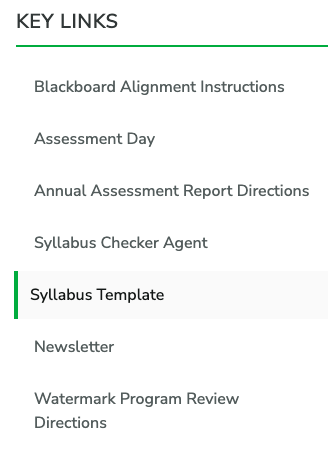 KEY LINKS
Blackboard Alignment Instructions
Assessment Day
Annual Assessment Report Directions
Syllabus Checker Agent
Syllabus Template
Newsletter
Watermark Program Review
Directions